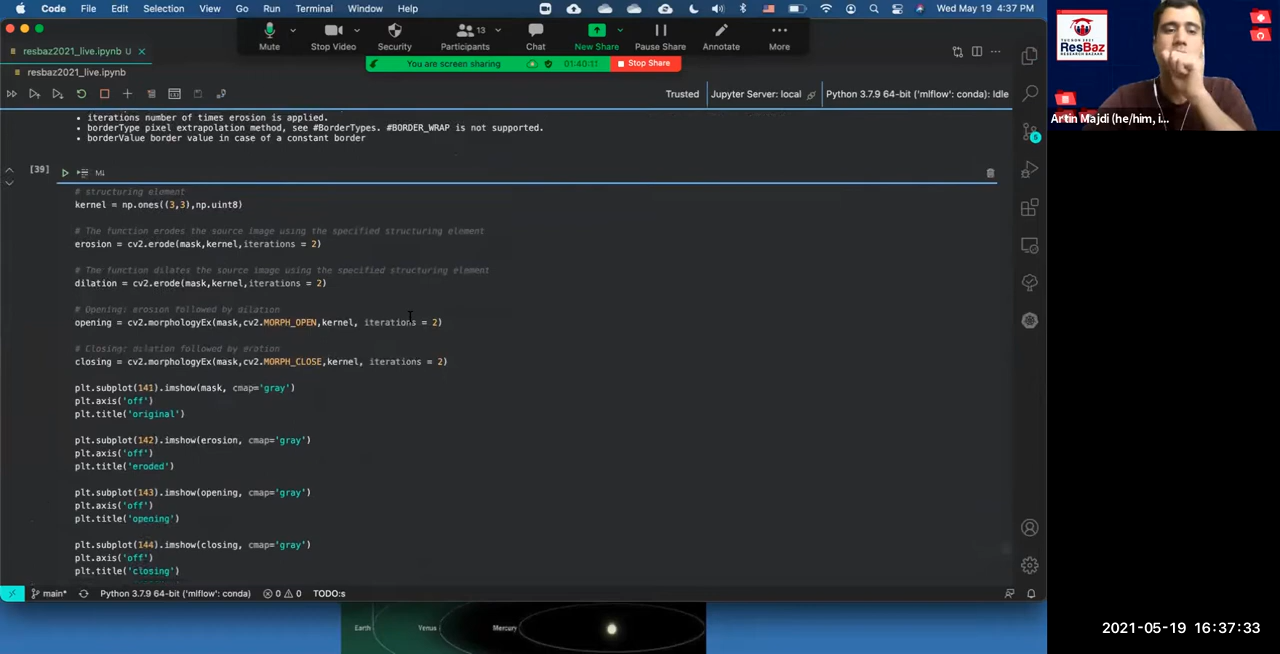 Code File Edit Selection View Go Run Terminal Window Help Wed May 19 4:37 PM
resbaz2021_live.ipynb U
Mute Stop Video Security Participants 13 Chat New Share Pause Share Annotate More
You are screen sharing 01:40:11 Stop Share
resbaz2021_live.ipynb
Trusted Jupyter Server: local Python 3.7.9 64-bit ('mlflow': conda): Idle
• iterations number of times erosion is applied.
• borderType pixel extrapolation method, see #BorderTypes. #BORDER_WRAP is not supported.
• borderValue border value in case of a constant border
[39] M↓
# structuring element
kernel = np.ones((3,3),np.uint8)
# The function erodes the source image using the specified structuring element
erosion = cv2.erode(mask,kernel,iterations = 2)
# The function dilates the source image using the specified structuring element
dilation = cv2.erode(mask,kernel,iterations = 2)
# Opening: erosion followed by dilation
opening = cv2.morphologyEx(mask,cv2.MORPH_OPEN,kernel, iterations = 2)
# Closing: dilation followed by erotion
closing = cv2.morphologyEx(mask,cv2.MORPH_CLOSE,kernel, iterations = 2)
plt.subplot(141).imshow(mask, cmap='gray')
plt.axis('off')
plt.title('original')
plt.subplot(142).imshow(erosion, cmap='gray')
plt.axis('off')
plt.title('eroded')
plt.subplot(143).imshow(opening, cmap='gray')
plt.axis('off')
plt.title('opening')
plt.subplot(144).imshow(closing, cmap='gray')
plt.axis('off')
plt.title('closing')
main* Python 3.7.9 64-bit ('mlflow': conda) 0 0 TODO:s
Earth Venus Mercury
ResBaz
Artin Majdi (he/him, i...
2021-05-19 16:37:33